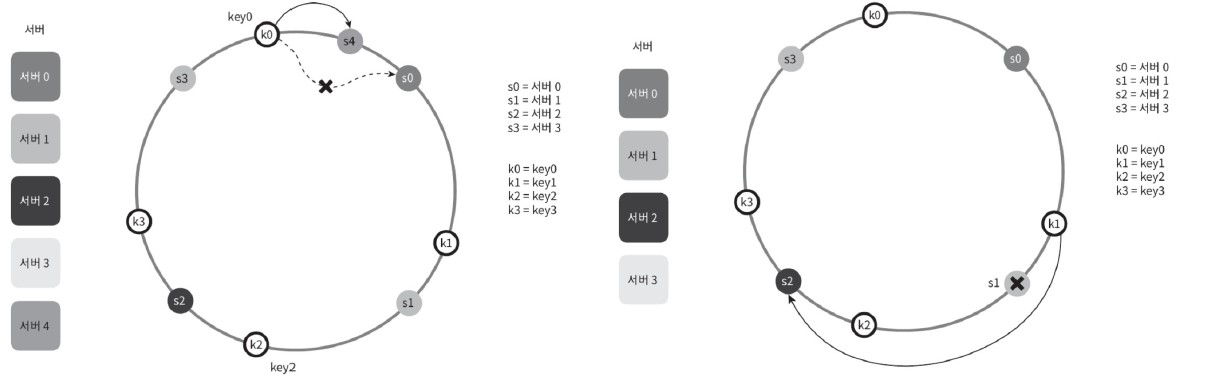 서버
서버 0
서버 1
서버 2
서버 3
서버 4
key0
k0
s4
s3
s0
k3
k1
s2
s1
k2
key2
s0 = 서버 0
s1 = 서버 1
s2 = 서버 2
s3 = 서버 3
k0 = key0
k1 = key1
k2 = key2
k3 = key3
서버
서버 0
서버 1
서버 2
서버 3
k0
s3
s0
k3
k1
s2
s1
k2
s0 = 서버 0
s1 = 서버 1
s2 = 서버 2
s3 = 서버 3
k0 = key0
k1 = key1
k2 = key2
k3 = key3